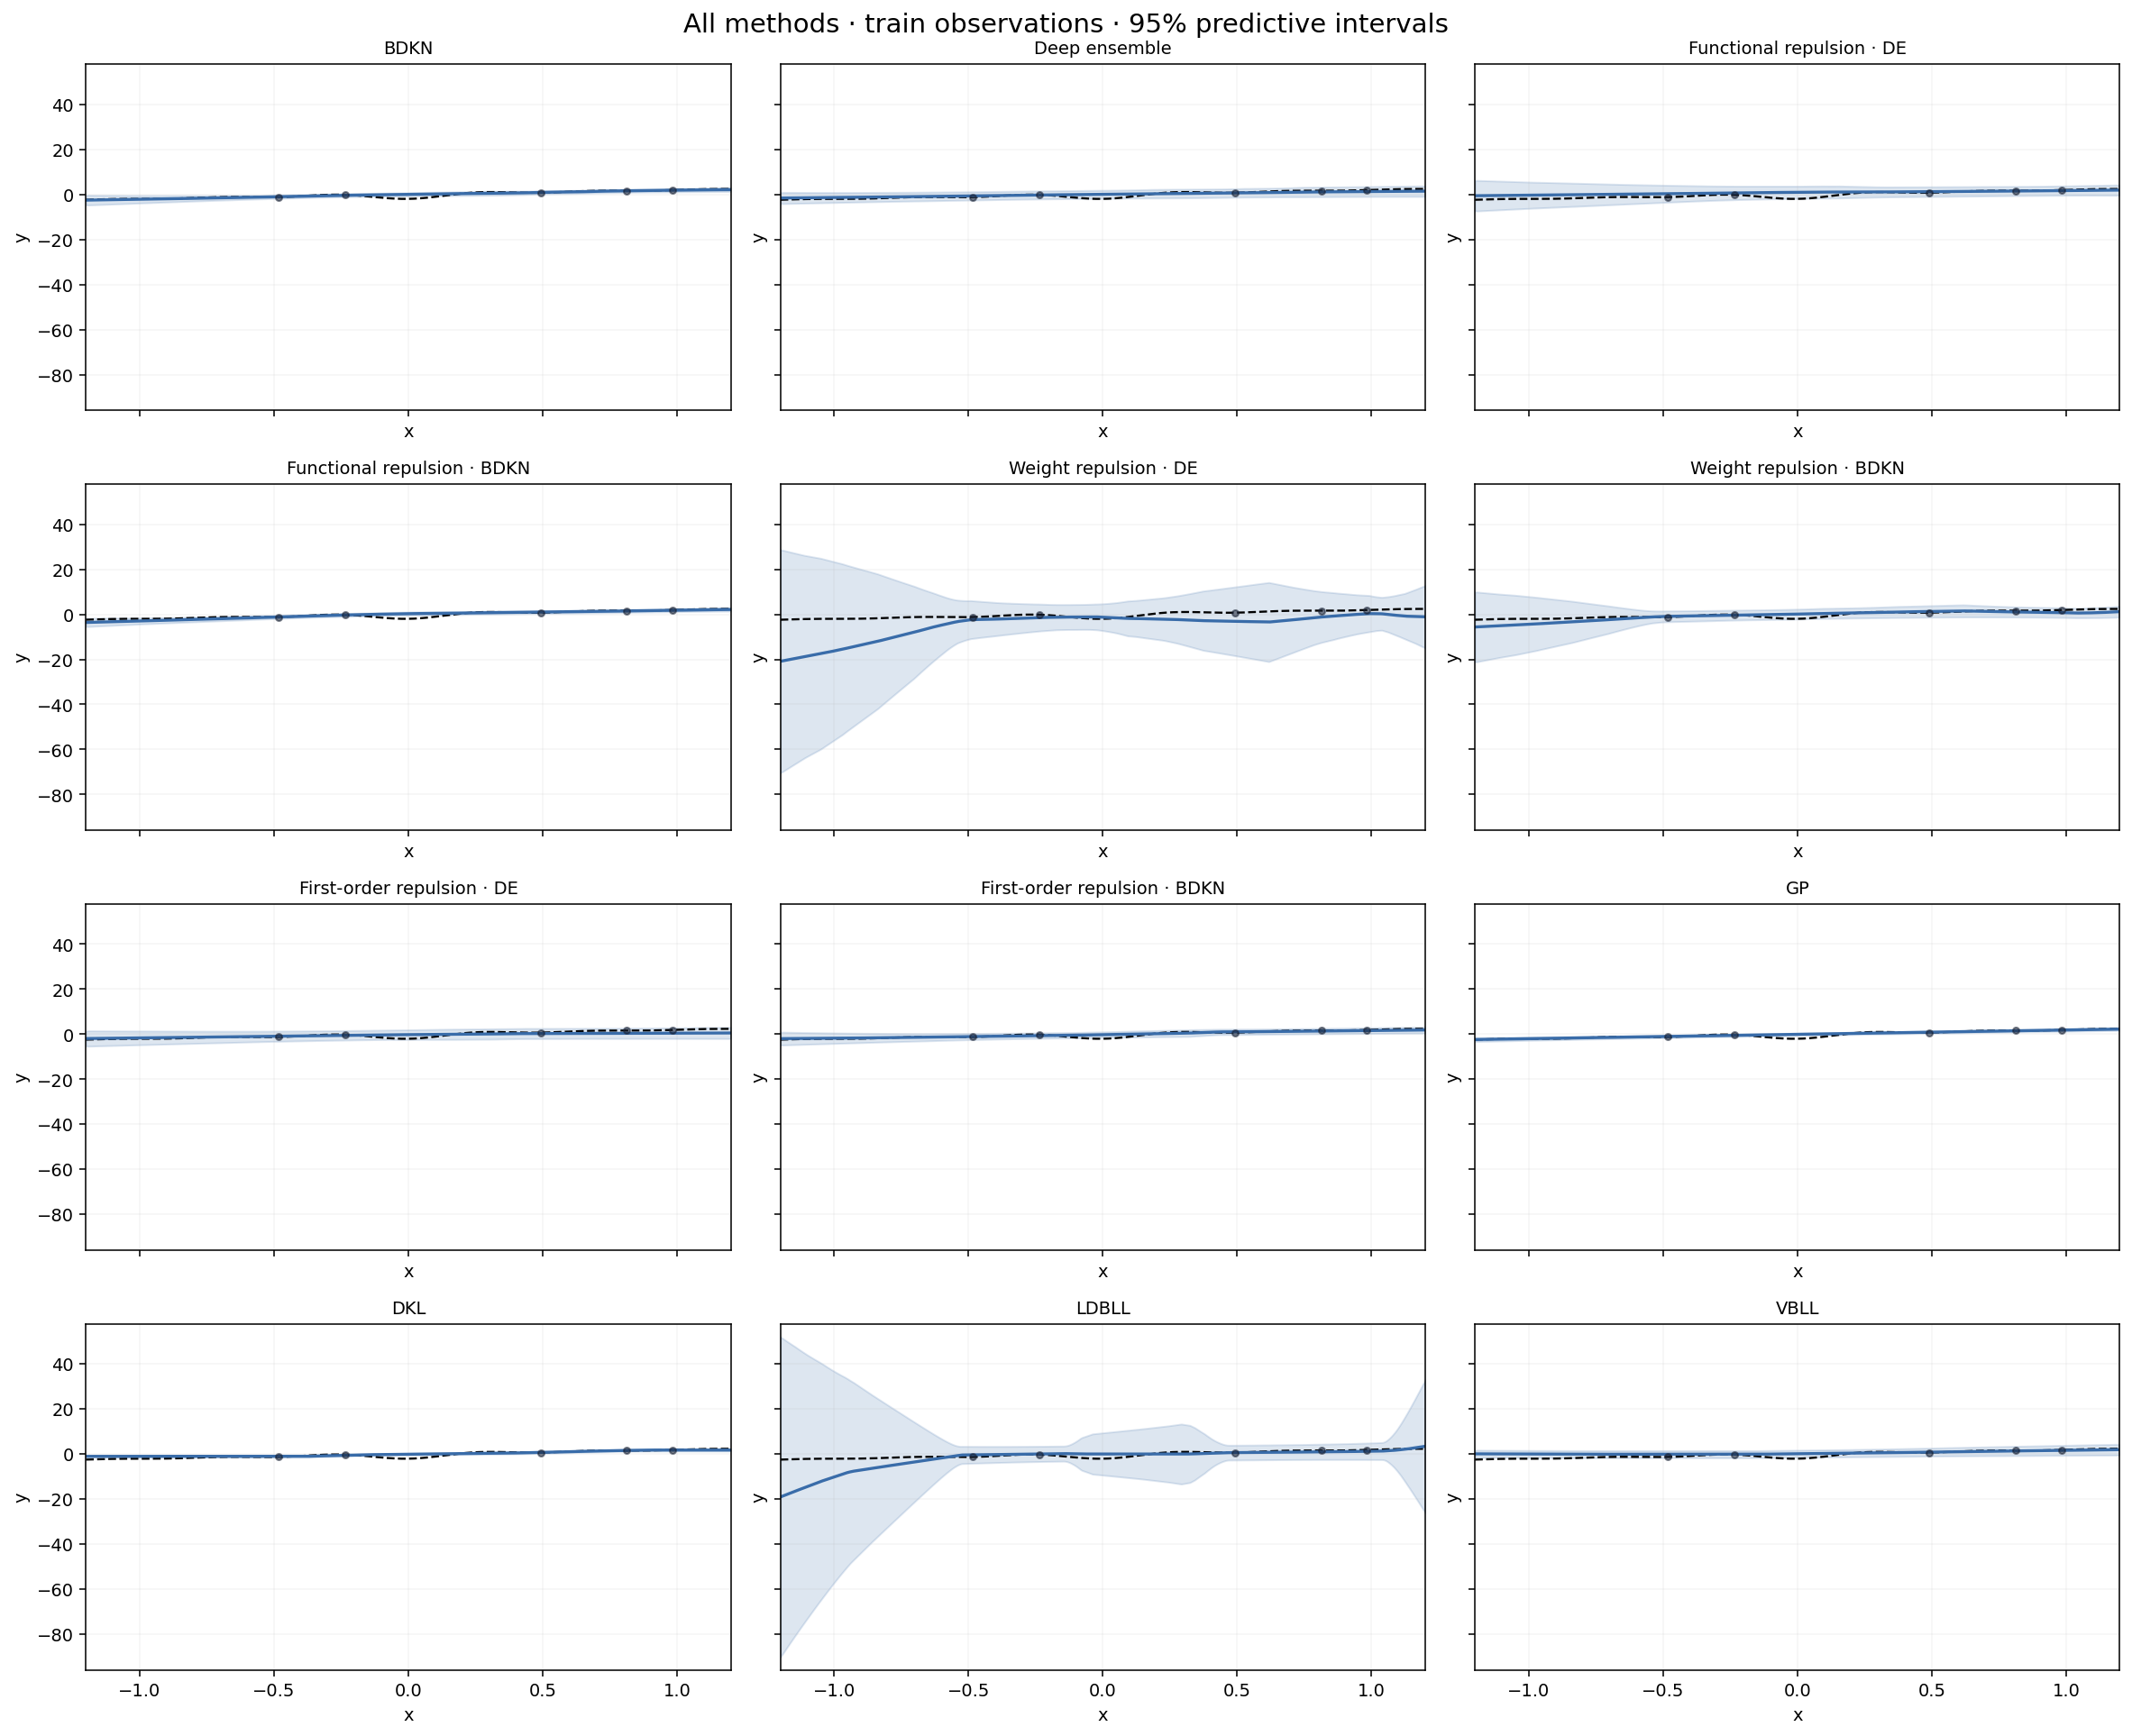 All methods · train observations · 95% predictive intervals
BDKN
Deep ensemble
Functional repulsion · DE
y
40
20
0
−20
−40
−60
−80
x
y
x
y
x
Functional repulsion · BDKN
Weight repulsion · DE
Weight repulsion · BDKN
y
40
20
0
−20
−40
−60
−80
x
y
x
y
x
First-order repulsion · DE
First-order repulsion · BDKN
GP
y
40
20
0
−20
−40
−60
−80
x
y
x
y
x
DKL
LDBLL
VBLL
y
40
20
0
−20
−40
−60
−80
−1.0 −0.5 0.0 0.5 1.0
x
y
−1.0 −0.5 0.0 0.5 1.0
x
y
−1.0 −0.5 0.0 0.5 1.0
x